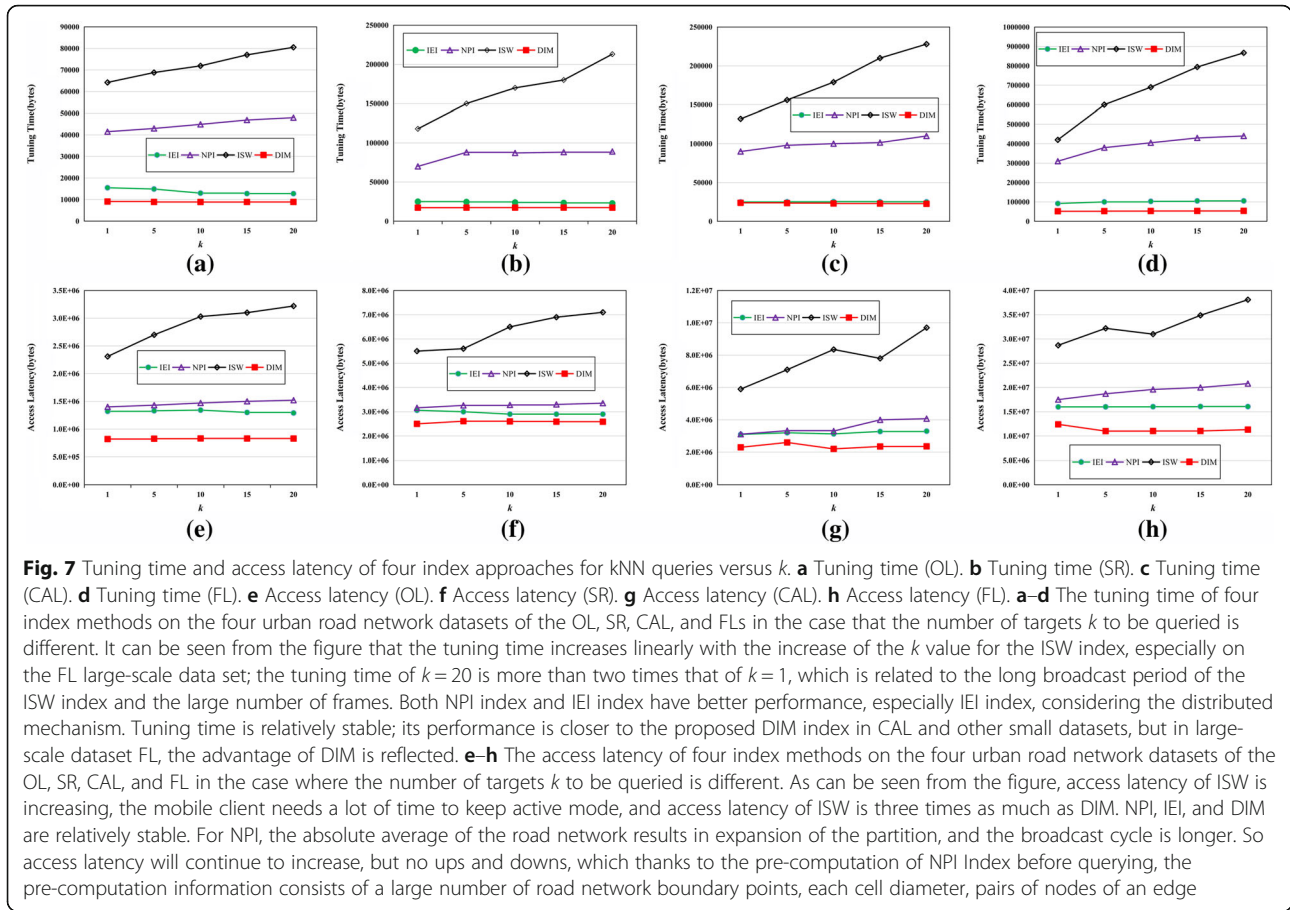 90000
80000
70000
60000
50000
40000
30000
20000
10000
0
Tuning Time(bytes)
IEI NPI ISW DIM
1 5 10 15 20
k
(a)
250000
200000
150000
100000
50000
0
Tuning Time(bytes)
IEI NPI ISW DIM
1 5 10 15 20
k
(b)
250000
200000
150000
100000
50000
0
Tuning Time(bytes)
IEI NPI ISW DIM
1 5 10 15 20
k
(c)
1000000
900000
800000
700000
600000
500000
400000
300000
200000
100000
0
Tuning Time(bytes)
IEI NPI ISW DIM
1 5 10 15 20
k
(d)
3.5E+06
3.0E+06
2.5E+06
2.0E+06
1.5E+06
1.0E+06
5.0E+05
0.0E+00
Access Latency(bytes)
IEI NPI ISW DIM
1 5 10 15 20
k
(e)
8.0E+06
7.0E+06
6.0E+06
5.0E+06
4.0E+06
3.0E+06
2.0E+06
1.0E+06
0.0E+00
Access Latency(bytes)
IEI NPI ISW DIM
1 5 10 15 20
k
(f)
1.2E+07
1.0E+07
8.0E+06
6.0E+06
4.0E+06
2.0E+06
0.0E+00
Access Latency(bytes)
IEI NPI ISW DIM
1 5 10 15 20
k
(g)
4.0E+07
3.5E+07
3.0E+07
2.5E+07
2.0E+07
1.5E+07
1.0E+07
5.0E+06
0.0E+00
Access Latency(bytes)
IEI NPI ISW DIM
1 5 10 15 20
k
(h)
Fig. 7 Tuning time and access latency of four index approaches for kNN queries versus k. a Tuning time (OL). b Tuning time (SR). c Tuning time
(CAL). d Tuning time (FL). e Access latency (OL). f Access latency (SR). g Access latency (CAL). h Access latency (FL). a–d The tuning time of four
index methods on the four urban road network datasets of the OL, SR, CAL, and FLs in the case that the number of targets k to be queried is
different. It can be seen from the figure that the tuning time increases linearly with the increase of the k value for the ISW index, especially on
the FL large-scale data set; the tuning time of k = 20 is more than two times that of k = 1, which is related to the long broadcast period of the
ISW index and the large number of frames. Both NPI index and IEI index have better performance, especially IEI index, considering the distributed
mechanism. Tuning time is relatively stable; its performance is closer to the proposed DIM index in CAL and other small datasets, but in large-
scale dataset FL, the advantage of DIM is reflected. e–h The access latency of four index methods on the four urban road network datasets of the
OL, SR, CAL, and FL in the case where the number of targets k to be queried is different. As can be seen from the figure, access latency of ISW is
increasing, the mobile client needs a lot of time to keep active mode, and access latency of ISW is three times as much as DIM. NPI, IEI, and DIM
are relatively stable. For NPI, the absolute average of the road network results in expansion of the partition, and the broadcast cycle is longer. So
access latency will continue to increase, but no ups and downs, which thanks to the pre-computation of NPI Index before querying, the
pre-computation information consists of a large number of road network boundary points, each cell diameter, pairs of nodes of an edge